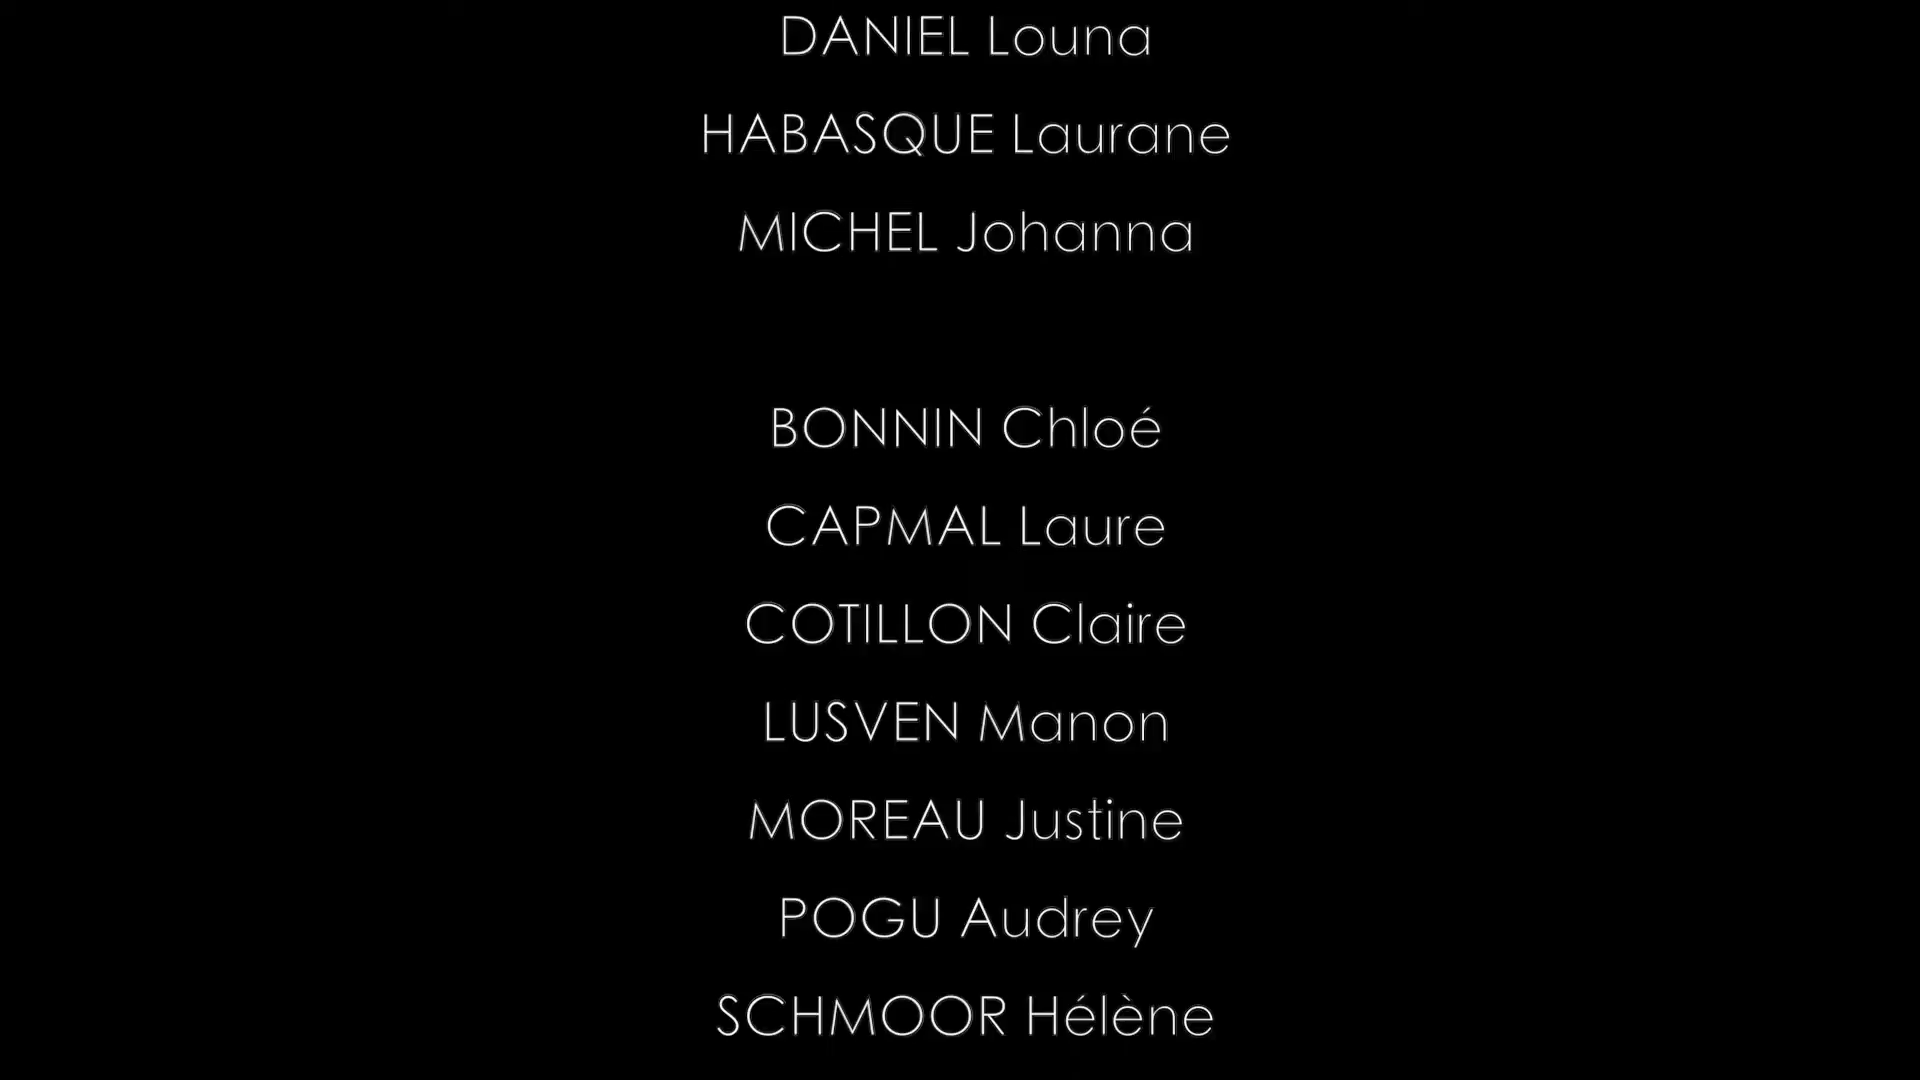 DANIEL Louna
HABASQUE Laurane
MICHEL Johanna
BONNIN Chloé
CAPMAL Laure
COTILLON Claire
LUSVEN Manon
MOREAU Justine
POGU Audrey
SCHMOOR Hélène